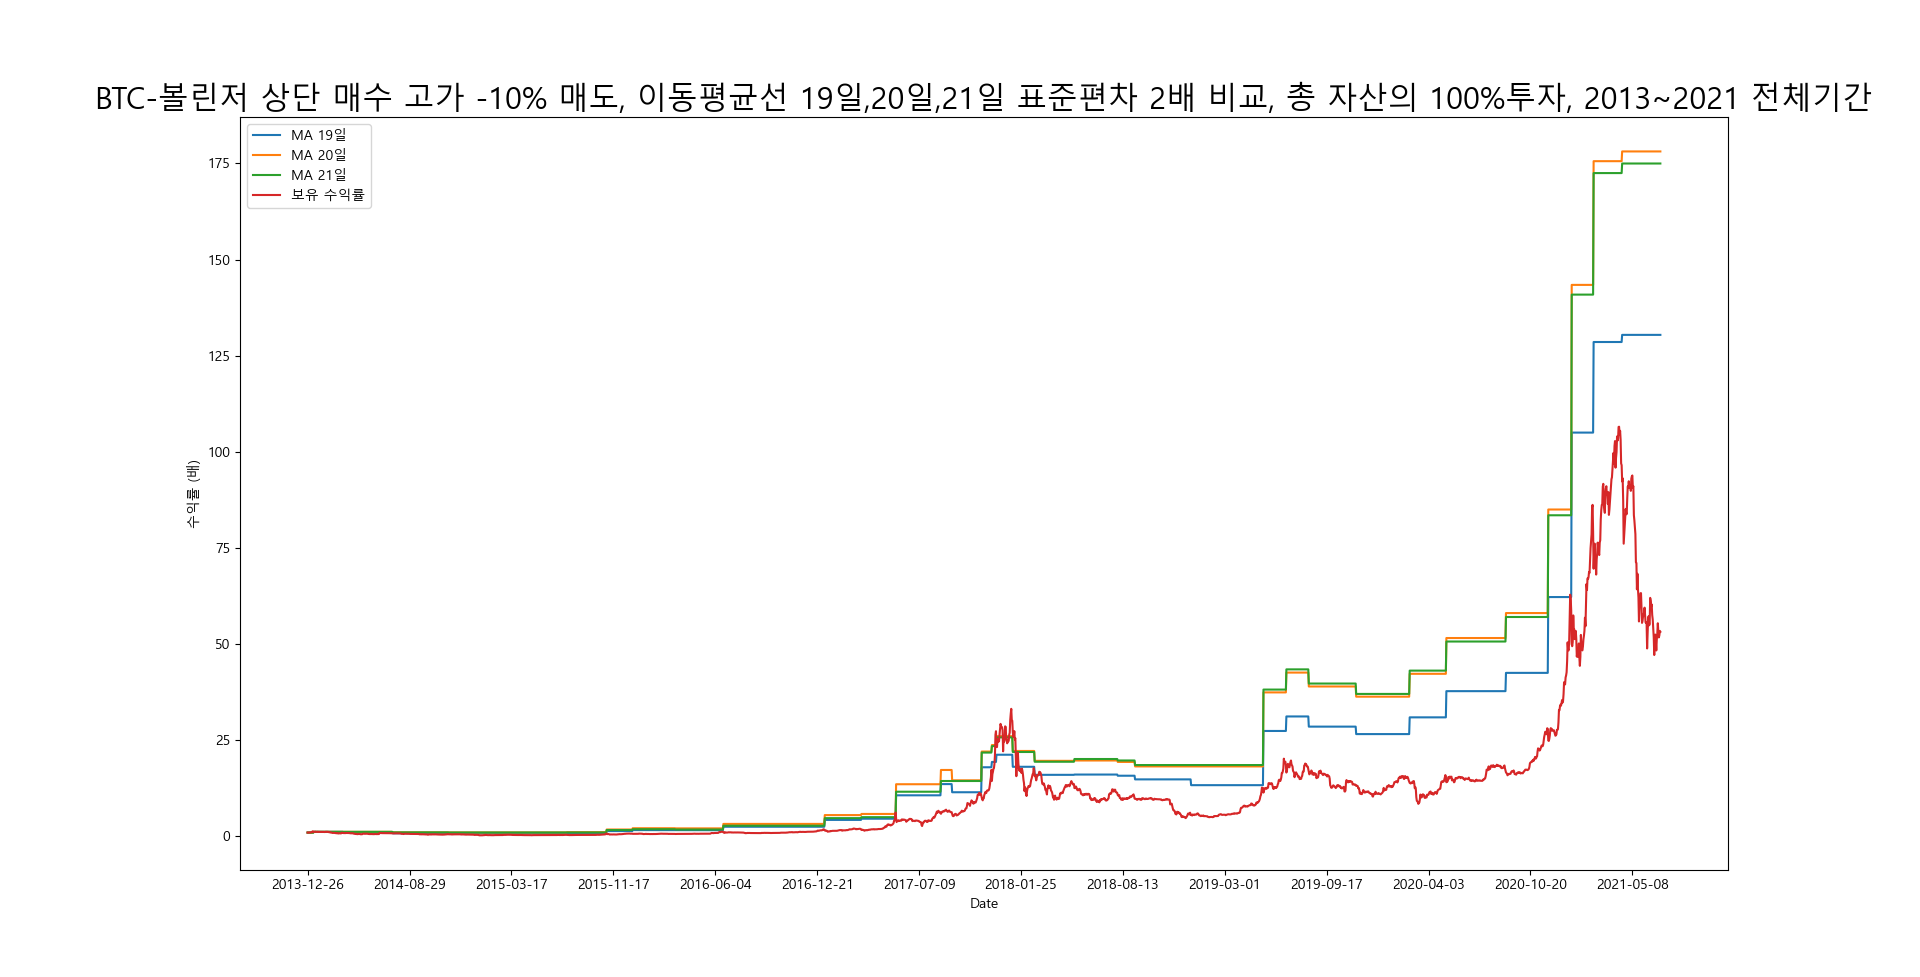 BTC-볼린저 상단 매수 고가 -10% 매도, 이동평균선 19일,20일,21일 표준편차 2배 비교, 총 자산의 100%투자, 2013~2021 전체기간
MA 19일
MA 20일
MA 21일
보유 수익률
175
150
125
100
75
50
25
0
수익률 (배)
2013-12-26 2014-08-29 2015-03-17 2015-11-17 2016-06-04 2016-12-21 2017-07-09 2018-01-25 2018-08-13 2019-03-01 2019-09-17 2020-04-03 2020-10-20 2021-05-08
Date